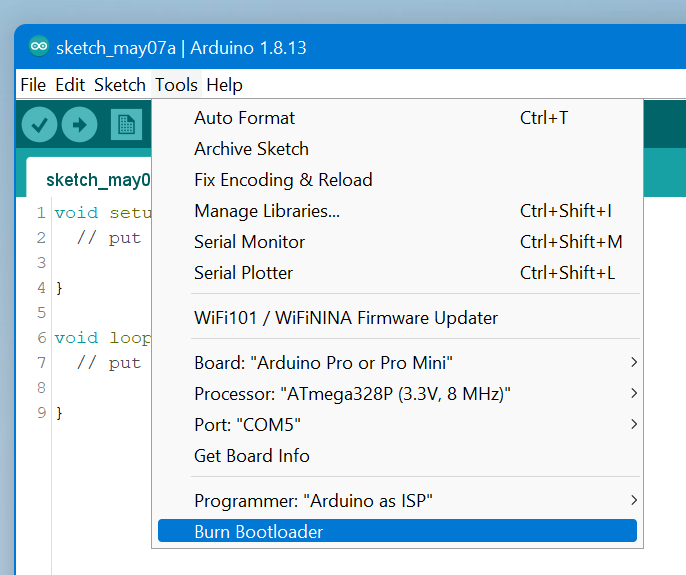 sketch_may07a | Arduino 1.8.13
File Edit Sketch Tools Help
sketch_may0
Auto Format Ctrl+T
Archive Sketch
Fix Encoding & Reload
Manage Libraries... Ctrl+Shift+I
Serial Monitor Ctrl+Shift+M
Serial Plotter Ctrl+Shift+L
WiFi101 / WiFiNINA Firmware Updater
Board: "Arduino Pro or Pro Mini"
Processor: "ATmega328P (3.3V, 8 MHz)"
Port: "COM5"
Get Board Info
Programmer: "Arduino as ISP"
Burn Bootloader
1 void setu
2 // put
3
4 }
5
6 void loop
7 // put
8
9 }